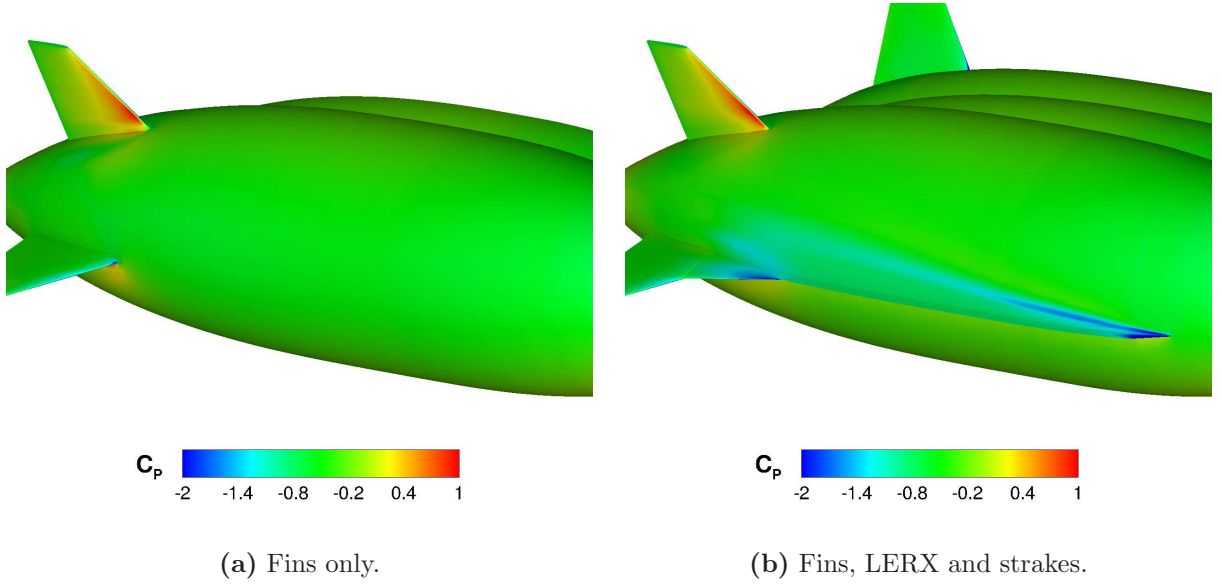 C_P
-2 -1.4 -0.8 -0.2 0.4 1
C_P
-2 -1.4 -0.8 -0.2 0.4 1
(a) Fins only.
(b) Fins, LERX and strakes.